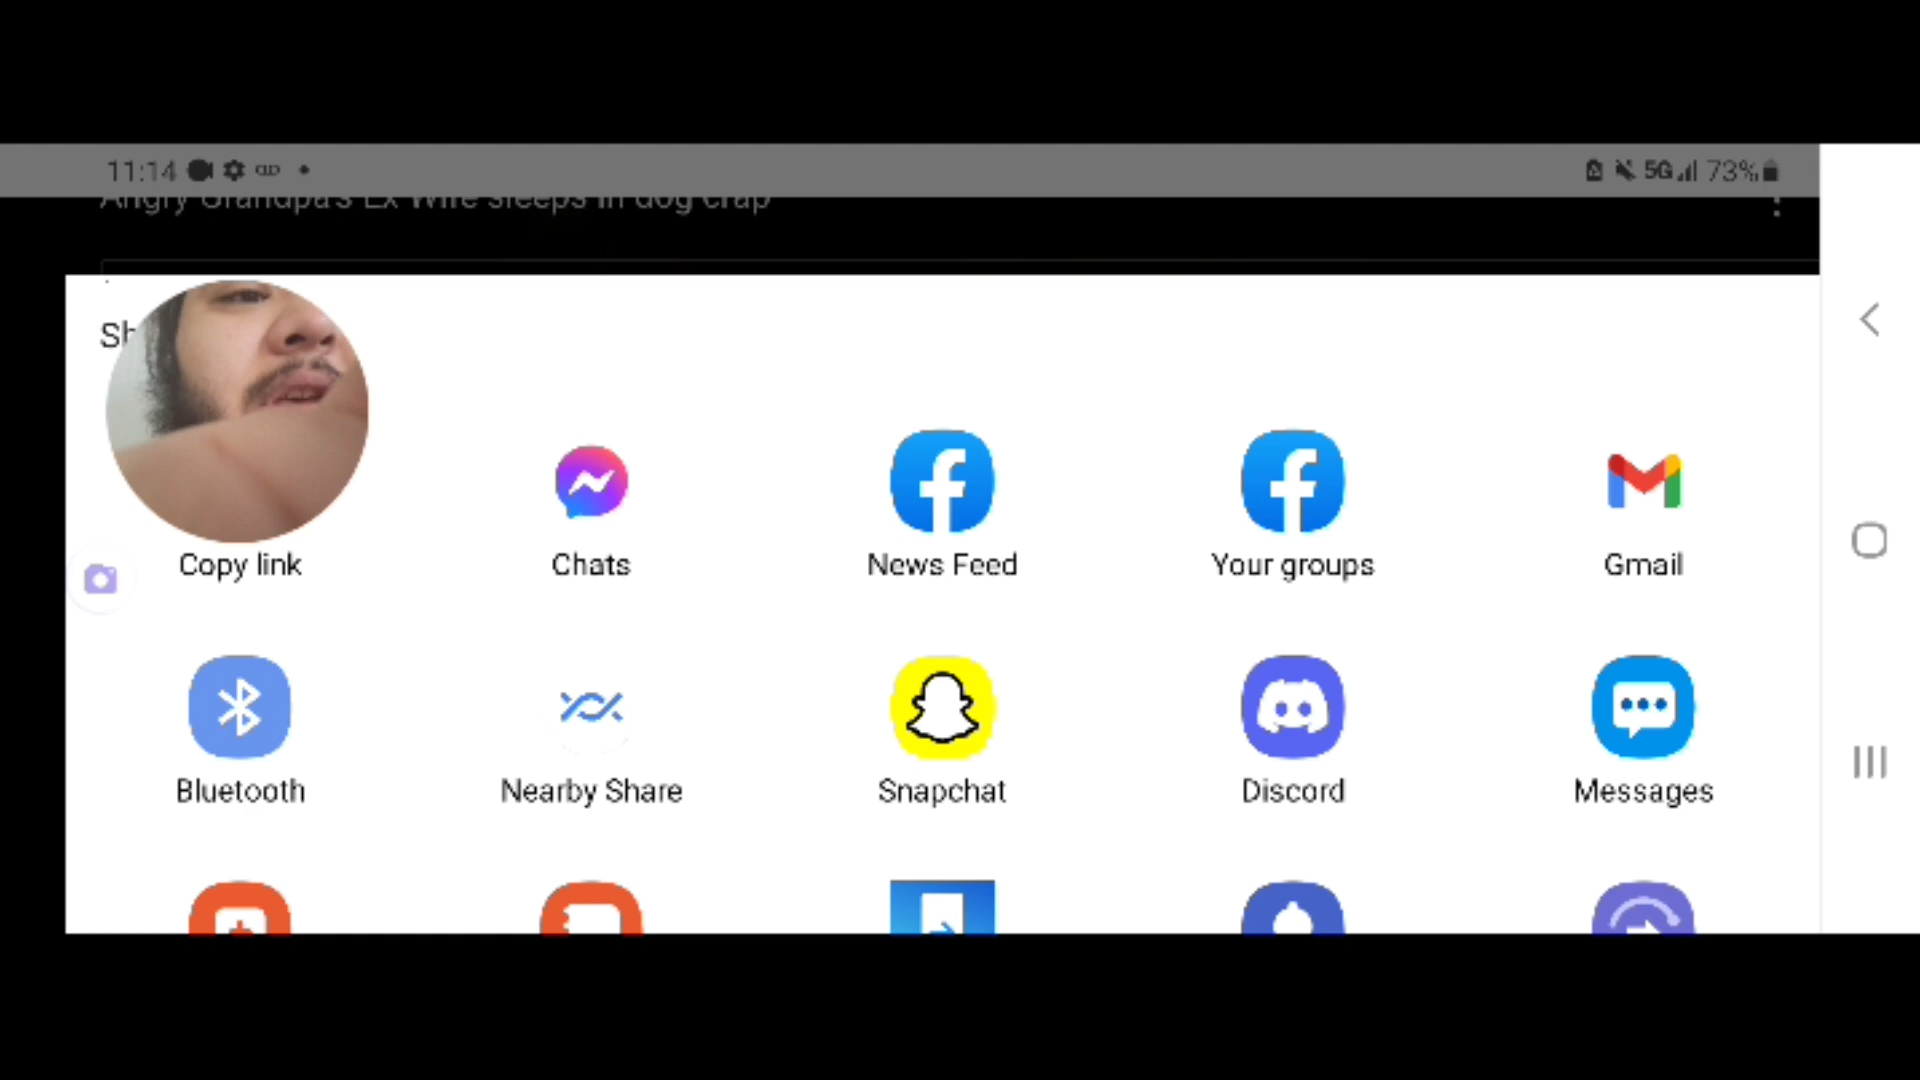 11:14 5G 73%
Angry Grandpa's Ex Wife sleeps in dog crap
Sh
Copy link Chats News Feed Your groups Gmail
Bluetooth Nearby Share Snapchat Discord Messages